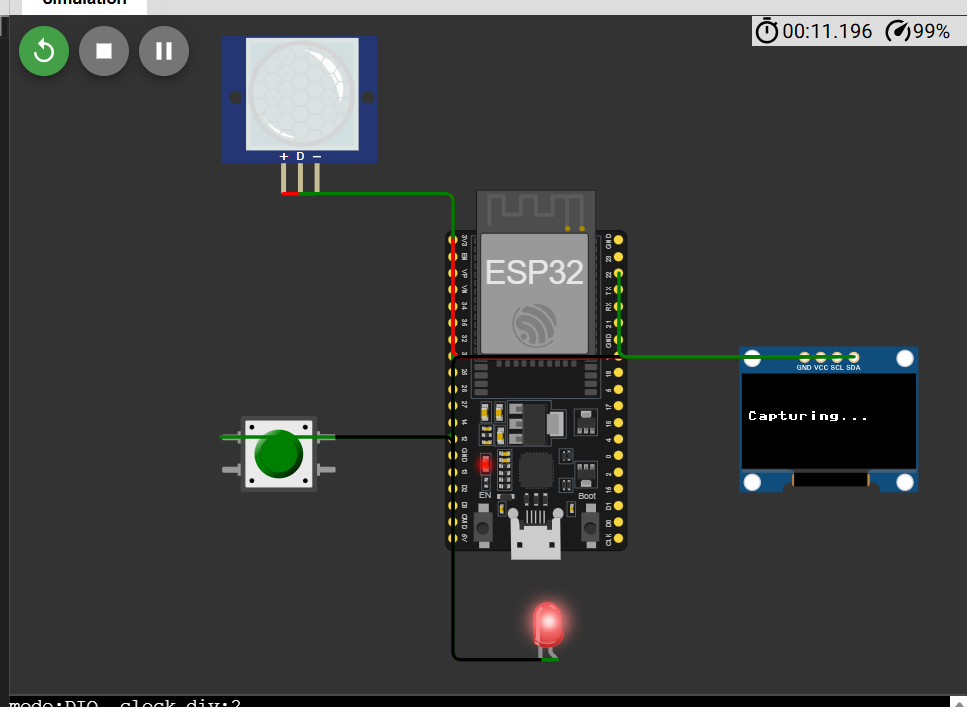 Simulation
00:11.196 99%
+ D −
ESP32
3V3
EN
VP
VN
34
35
32
GND
23
22
TX
RX
21
GND
GND VCC SCL SDA
Capturing...
25
26
27
14
12
GND
13
D2
D3
CMD
5V
18
5
17
16
4
0
2
15
D1
D0
CLK
EN
Boot
mode:DIO, clock div:2